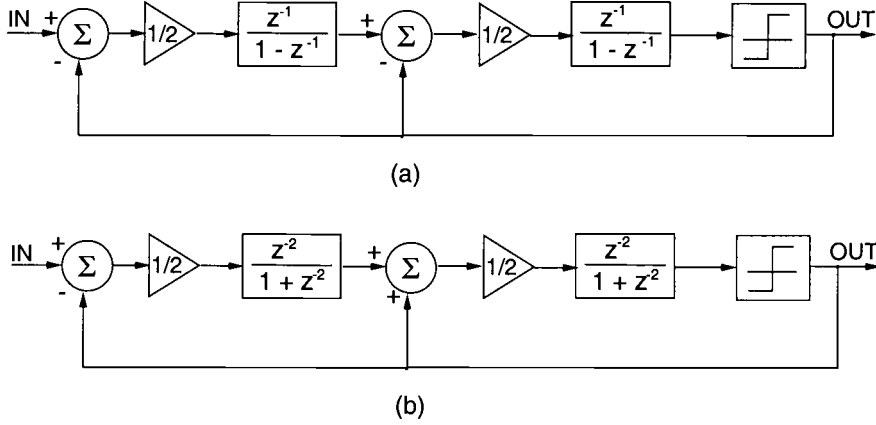 IN + Σ - 1/2 z⁻¹ / 1 - z⁻¹ + Σ - 1/2 z⁻¹ / 1 - z⁻¹ OUT
(a)
IN + Σ - 1/2 z⁻² / 1 + z⁻² + Σ + 1/2 z⁻² / 1 + z⁻² OUT
(b)